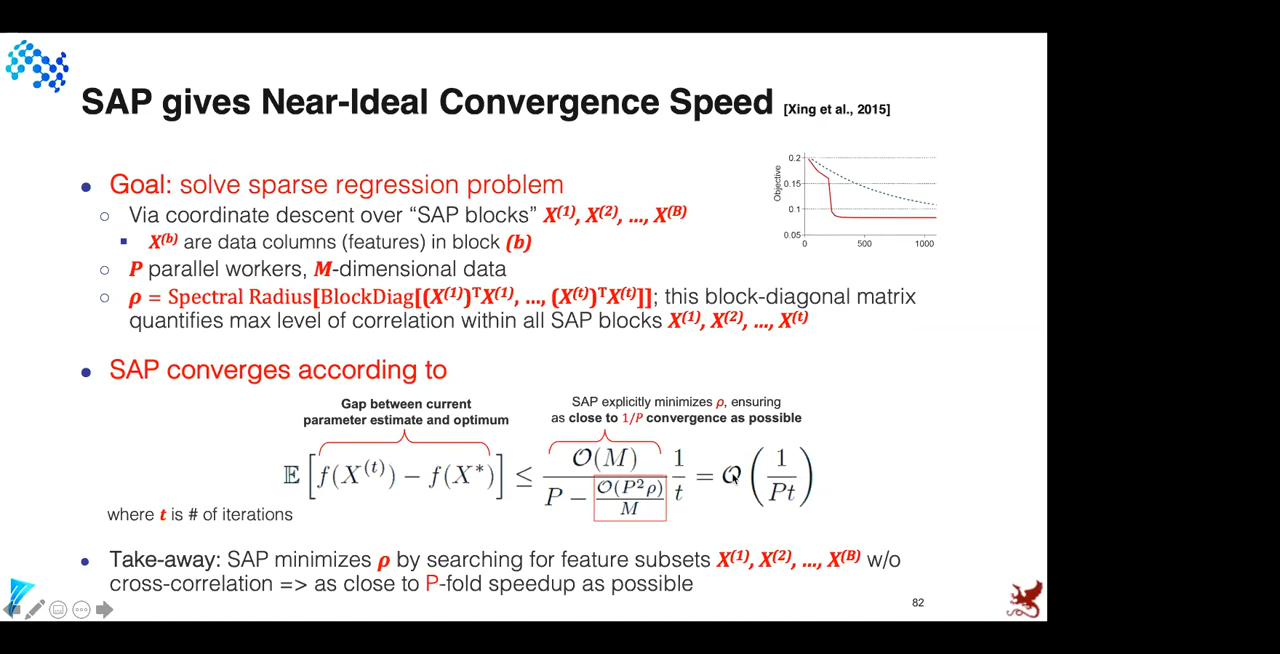 SAP gives Near-Ideal Convergence Speed [Xing et al., 2015]
• Goal: solve sparse regression problem
○ Via coordinate descent over “SAP blocks” X⁽¹⁾, X⁽²⁾, ..., X⁽ᴮ⁾
▪ X⁽ᵇ⁾ are data columns (features) in block (b)
○ P parallel workers, M-dimensional data
○ ρ = Spectral Radius[BlockDiag[(X⁽¹⁾)ᵀX⁽¹⁾, ..., (X⁽ᵗ⁾)ᵀX⁽ᵗ⁾]]; this block-diagonal matrix
quantifies max level of correlation within all SAP blocks X⁽¹⁾, X⁽²⁾, ..., X⁽ᵗ⁾
Objective
0.2
0.15
0.1
0.05
0 500 1000
• SAP converges according to
Gap between current
parameter estimate and optimum
SAP explicitly minimizes ρ, ensuring
as close to 1/P convergence as possible
𝔼[f(X⁽ᵗ⁾) − f(X*)] ≤ O(M) / (P − O(P²ρ)/M) 1/t = O(1/(Pt))
where t is # of iterations
• Take-away: SAP minimizes ρ by searching for feature subsets X⁽¹⁾, X⁽²⁾, ..., X⁽ᴮ⁾ w/o
cross-correlation => as close to P-fold speedup as possible
82